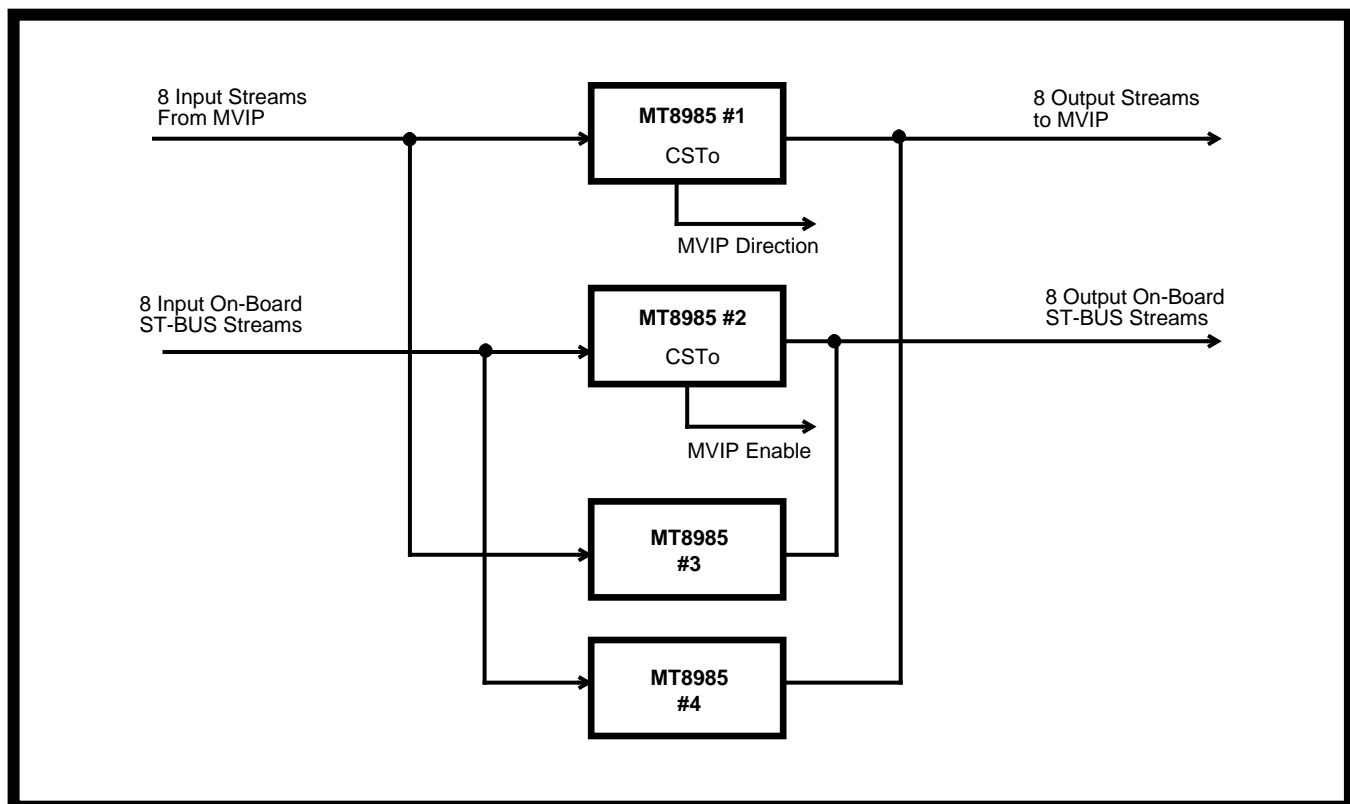 8 Input Streams
From MVIP
MT8985 #1
CSTo
8 Output Streams
to MVIP
MVIP Direction
8 Input On-Board
ST-BUS Streams
MT8985 #2
CSTo
8 Output On-Board
ST-BUS Streams
MVIP Enable
MT8985
#3
MT8985
#4